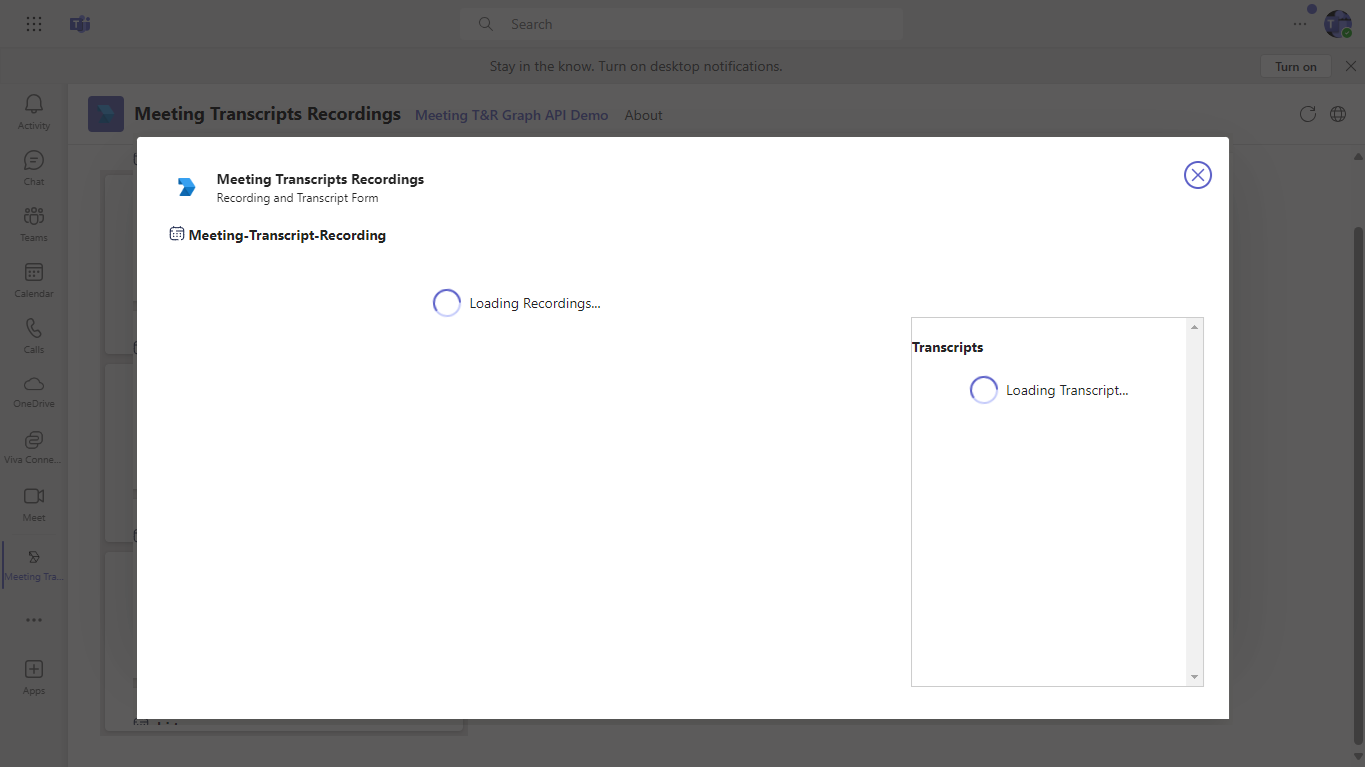 Search
Stay in the know. Turn on desktop notifications.
Turn on
Activity
Chat
Teams
Calendar
Calls
OneDrive
Viva Conne...
Meet
Meeting Tra...
Apps
Meeting Transcripts Recordings
Meeting T&R Graph API Demo
About
Meeting Transcripts Recordings
Recording and Transcript Form
Meeting-Transcript-Recording
Loading Recordings...
Transcripts
Loading Transcript...